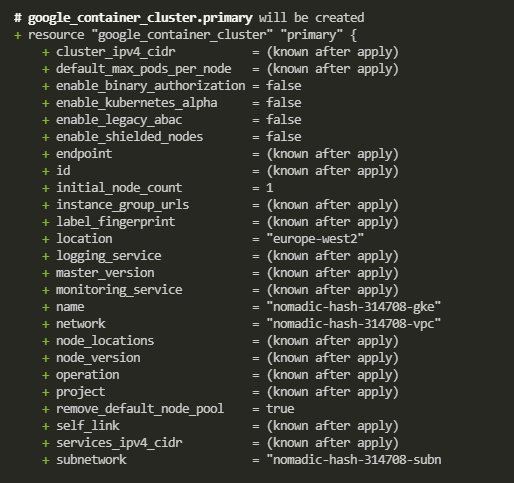 # google_container_cluster.primary will be created
+ resource "google_container_cluster" "primary" {
+ cluster_ipv4_cidr = (known after apply)
+ default_max_pods_per_node = (known after apply)
+ enable_binary_authorization = false
+ enable_kubernetes_alpha = false
+ enable_legacy_abac = false
+ enable_shielded_nodes = false
+ endpoint = (known after apply)
+ id = (known after apply)
+ initial_node_count = 1
+ instance_group_urls = (known after apply)
+ label_fingerprint = (known after apply)
+ location = "europe-west2"
+ logging_service = (known after apply)
+ master_version = (known after apply)
+ monitoring_service = (known after apply)
+ name = "nomadic-hash-314708-gke"
+ network = "nomadic-hash-314708-vpc"
+ node_locations = (known after apply)
+ node_version = (known after apply)
+ operation = (known after apply)
+ project = (known after apply)
+ remove_default_node_pool = true
+ self_link = (known after apply)
+ services_ipv4_cidr = (known after apply)
+ subnetwork = "nomadic-hash-314708-subn